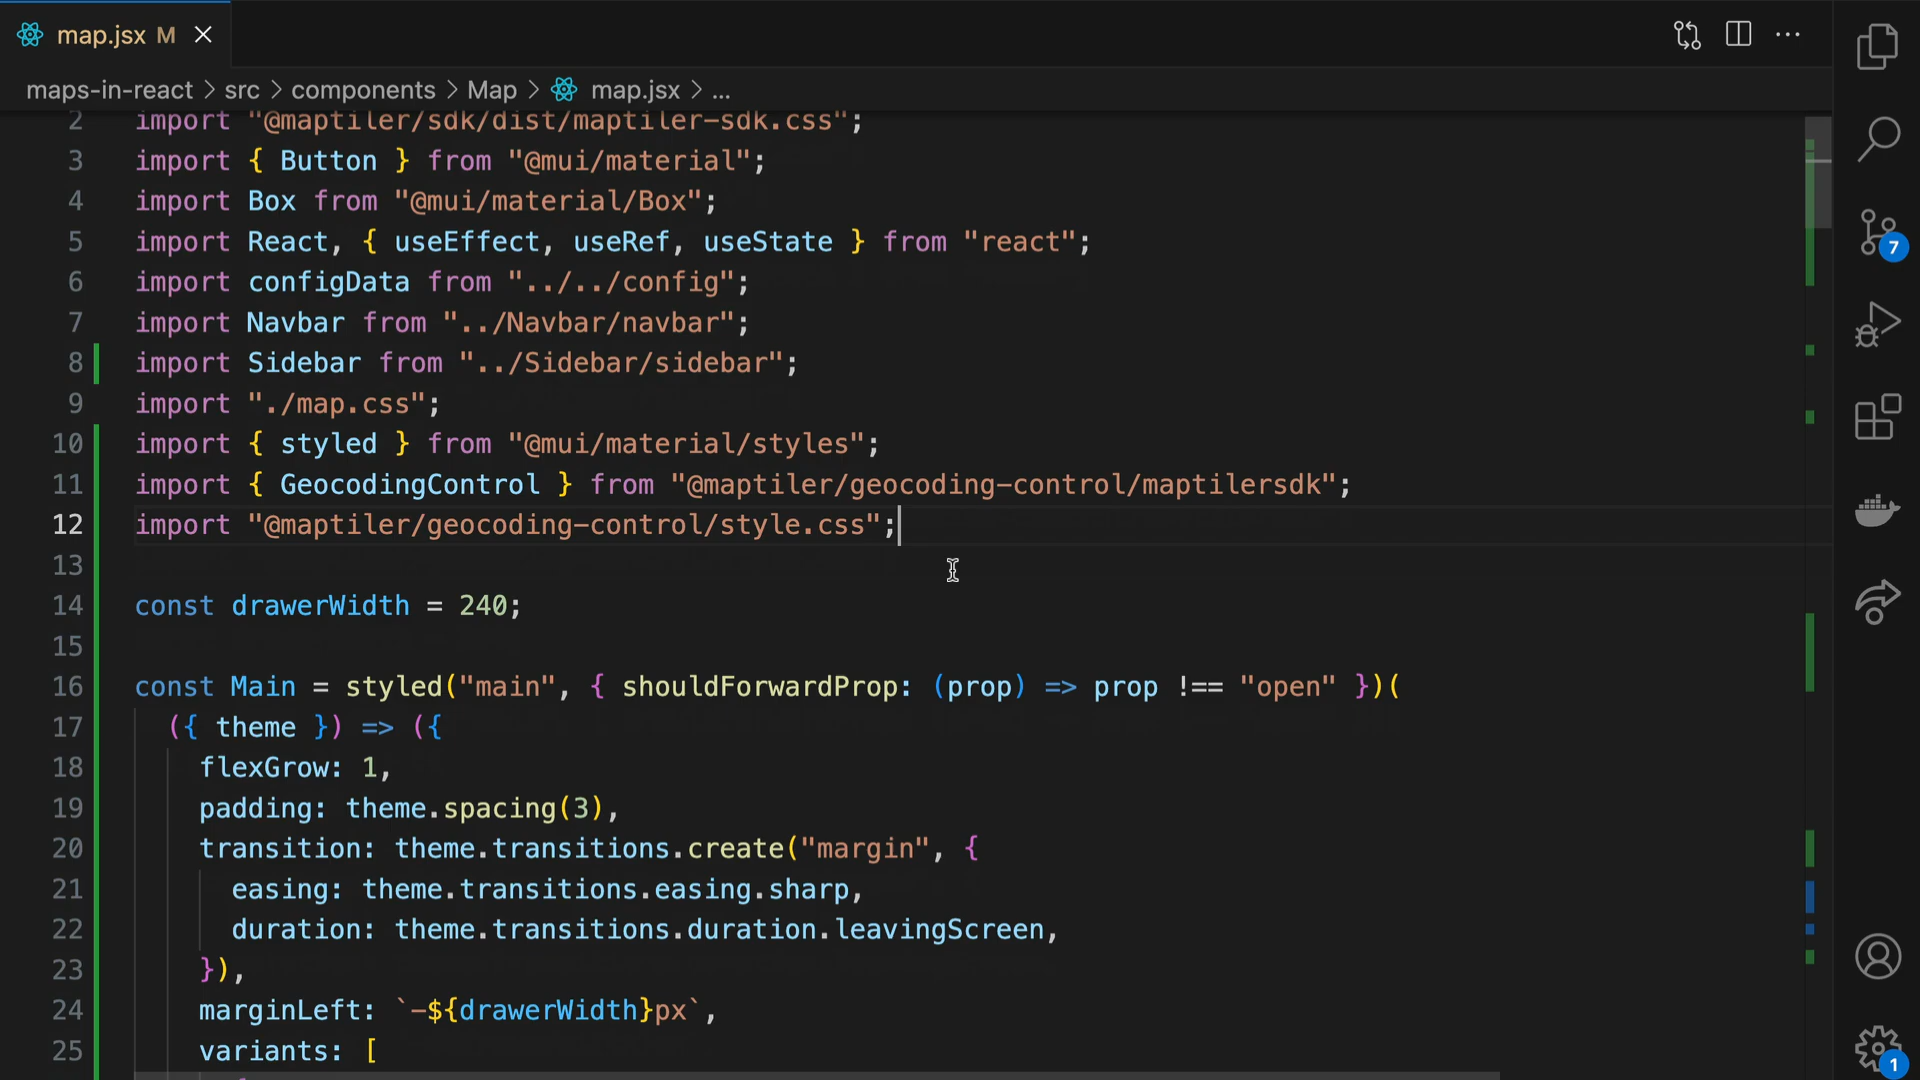 map.jsx M
maps-in-react > src > components > Map > map.jsx > ...
2 import "@maptiler/sdk/dist/maptiler-sdk.css";
3 import { Button } from "@mui/material";
4 import Box from "@mui/material/Box";
5 import React, { useEffect, useRef, useState } from "react";
6 import configData from "../../config";
7 import Navbar from "../Navbar/navbar";
8 import Sidebar from "../Sidebar/sidebar";
9 import "./map.css";
10 import { styled } from "@mui/material/styles";
11 import { GeocodingControl } from "@maptiler/geocoding-control/maptilersdk";
12 import "@maptiler/geocoding-control/style.css";
13
14 const drawerWidth = 240;
15
16 const Main = styled("main", { shouldForwardProp: (prop) => prop !== "open" })(
17 ({ theme }) => ({
18 flexGrow: 1,
19 padding: theme.spacing(3),
20 transition: theme.transitions.create("margin", {
21 easing: theme.transitions.easing.sharp,
22 duration: theme.transitions.duration.leavingScreen,
23 }),
24 marginLeft: `-${drawerWidth}px`,
25 variants: [
7
1